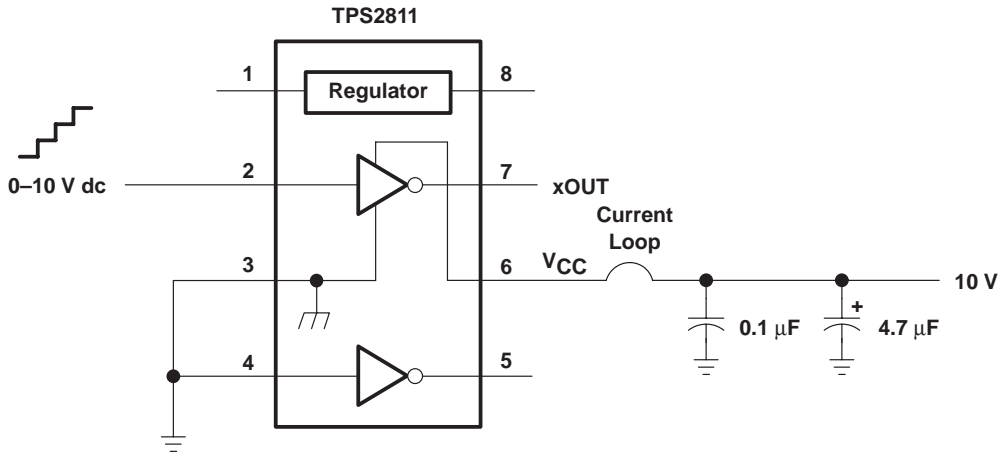 TPS2811
1
8
Regulator
2
7
0–10 V dc
xOUT
Current
Loop
3
6
VCC
10 V
+
0.1 μF
4.7 μF
4
5